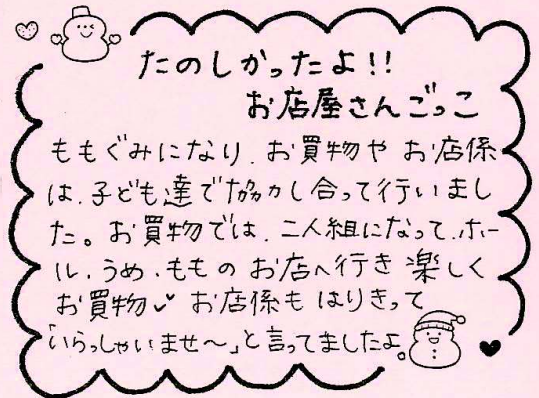 たのしかったよ!!
お店屋さんごっこ
ももぐみになり、お買物や お店係
は、子ども達で協力し合って行いまし
た。お買物では、二人組になって、ホー
ル、うめ、ももの お店へ行き 楽しく
お買物✓ お店係も はりきって
「いらっしゃいませ〜」と言ってましたよ。